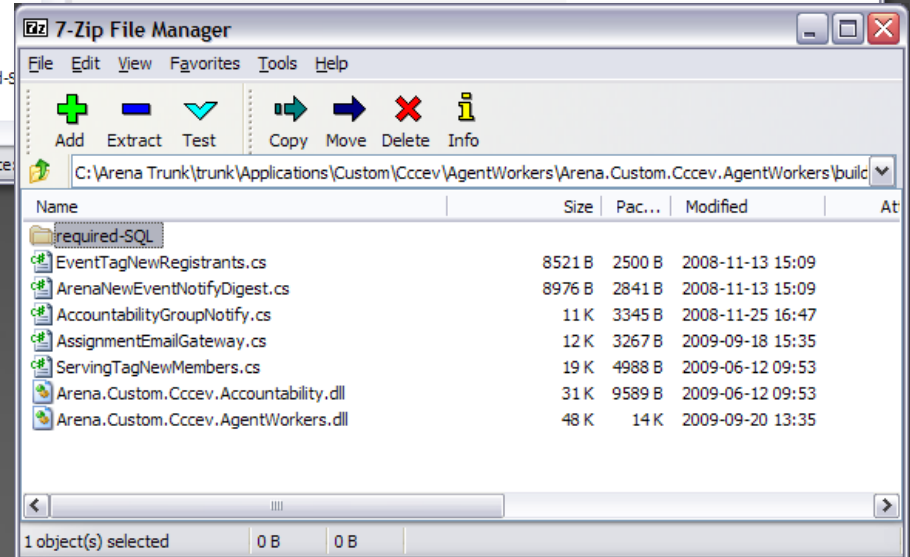 7-Zip File Manager
File Edit View Favorites Tools Help
Add Extract Test Copy Move Delete Info
C:\Arena Trunk\trunk\Applications\Custom\Cccev\AgentWorkers\Arena.Custom.Cccev.AgentWorkers\build
Name Size Pac... Modified At
required-SQL
EventTagNewRegistrants.cs 8521 B 2500 B 2008-11-13 15:09
ArenaNewEventNotifyDigest.cs 8976 B 2841 B 2008-11-13 15:09
AccountabilityGroupNotify.cs 11 K 3345 B 2008-11-25 16:47
AssignmentEmailGateway.cs 12 K 3267 B 2009-09-18 15:35
ServingTagNewMembers.cs 19 K 4988 B 2009-06-12 09:53
Arena.Custom.Cccev.Accountability.dll 31 K 9589 B 2009-06-12 09:53
Arena.Custom.Cccev.AgentWorkers.dll 48 K 14 K 2009-09-20 13:35
1 object(s) selected 0 B 0 B